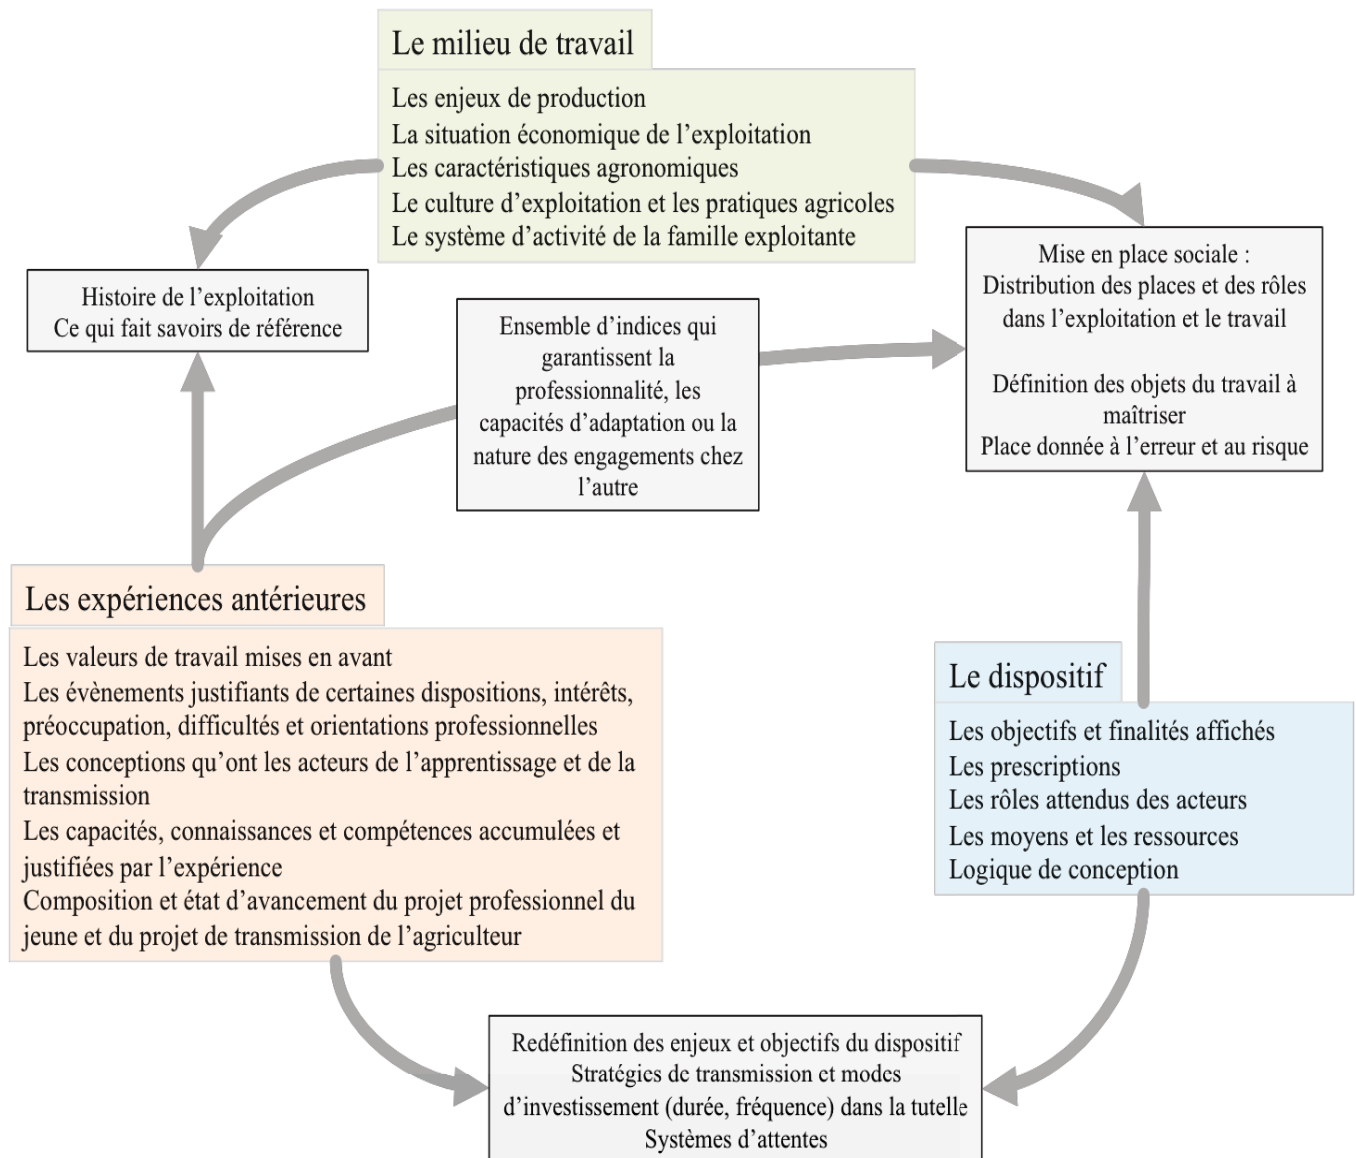 Le milieu de travail
Les enjeux de production
La situation économique de l’exploitation
Les caractéristiques agronomiques
Le culture d’exploitation et les pratiques agricoles
Le système d’activité de la famille exploitante
Histoire de l’exploitation
Ce qui fait savoirs de référence
Ensemble d’indices qui
garantissent la
professionnalité, les
capacités d’adaptation ou la
nature des engagements chez
l’autre
Mise en place sociale :
Distribution des places et des rôles
dans l’exploitation et le travail
Définition des objets du travail à
maîtriser
Place donnée à l’erreur et au risque
Les expériences antérieures
Les valeurs de travail mises en avant
Les évènements justifiants de certaines dispositions, intérêts,
préoccupation, difficultés et orientations professionnelles
Les conceptions qu’ont les acteurs de l’apprentissage et de la
transmission
Les capacités, connaissances et compétences accumulées et
justifiées par l’expérience
Composition et état d’avancement du projet professionnel du
jeune et du projet de transmission de l’agriculteur
Le dispositif
Les objectifs et finalités affichés
Les prescriptions
Les rôles attendus des acteurs
Les moyens et les ressources
Logique de conception
Redéfinition des enjeux et objectifs du dispositif
Stratégies de transmission et modes
d’investissement (durée, fréquence) dans la tutelle
Systèmes d’attentes